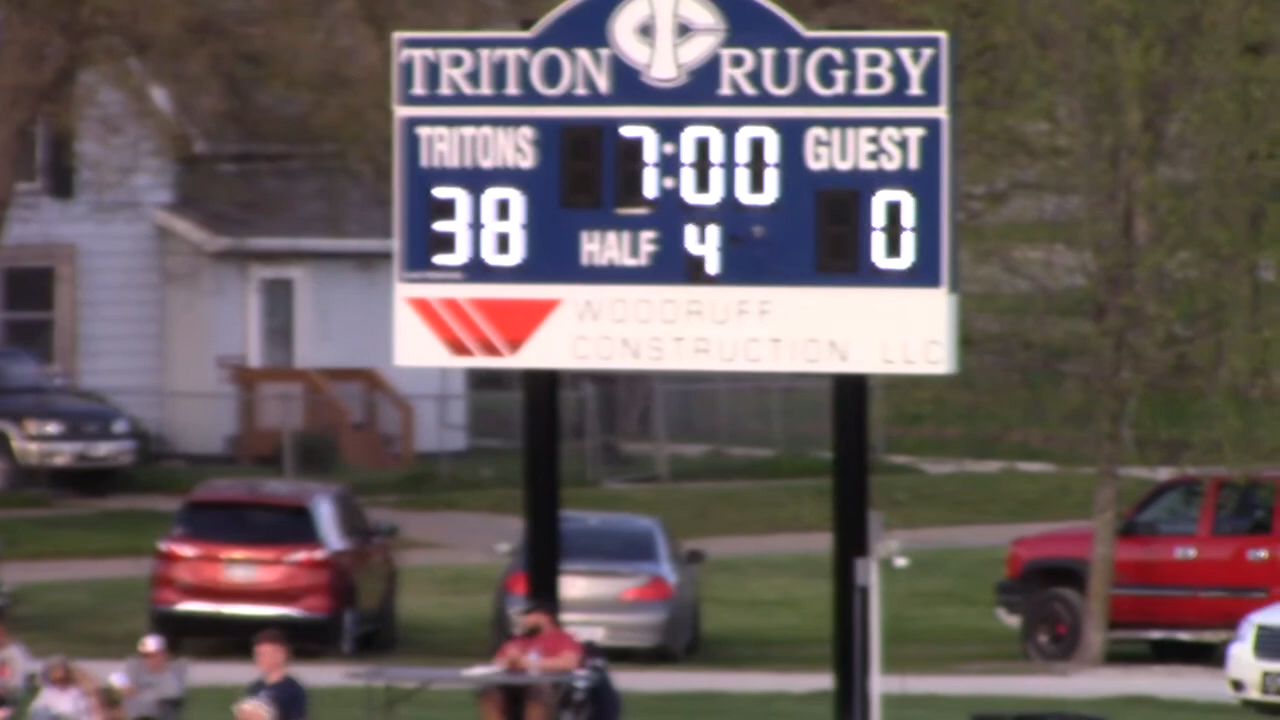 TRITON RUGBY
TRITONS 7:00 GUEST
38 HALF 4 0
WOODRUFF
CONSTRUCTION LLC